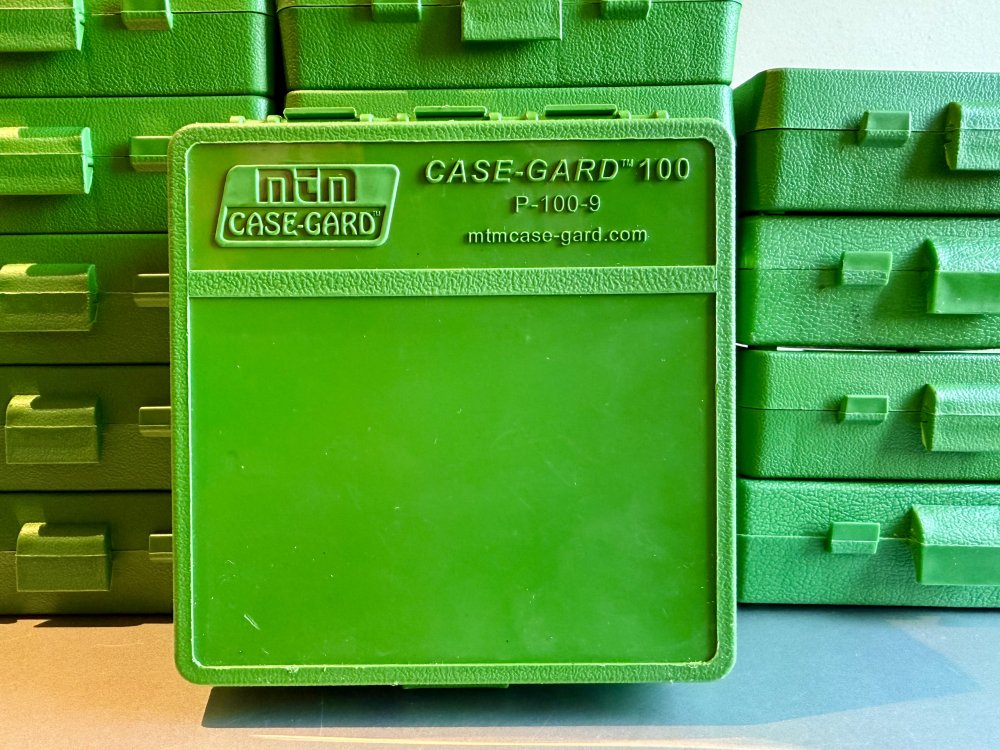 mtm
CASE-GARD™
CASE-GARD™ 100
P-100-9
mtmcase-gard.com